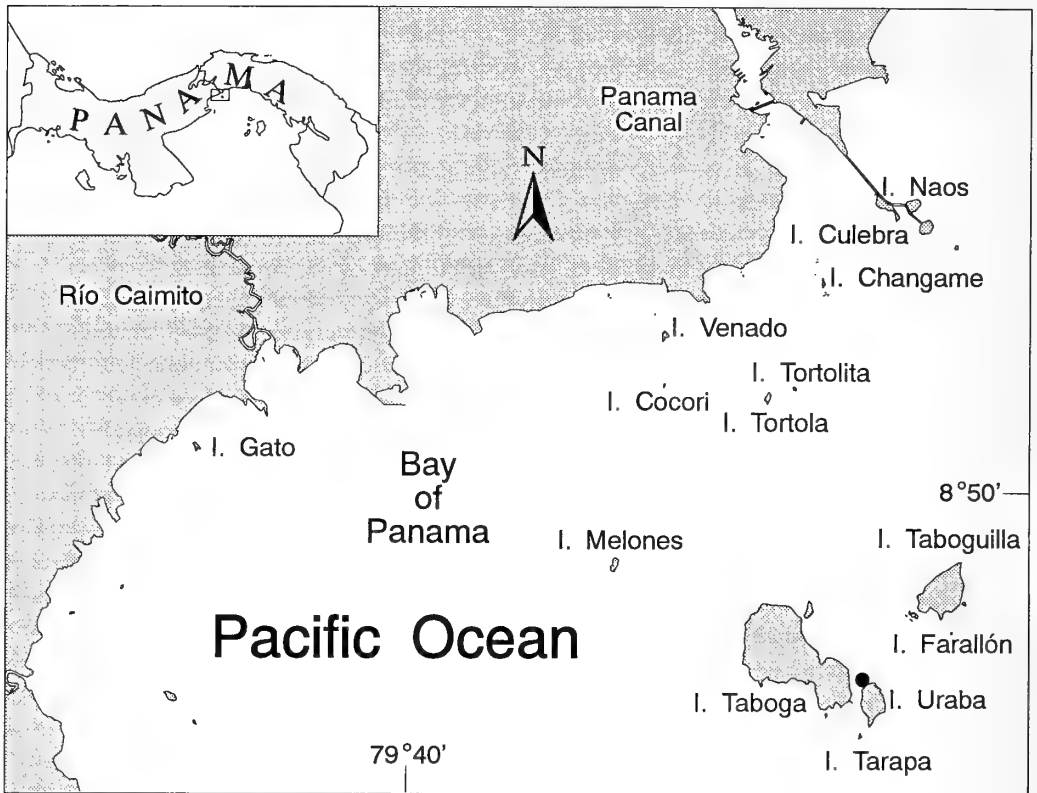 PANAMA
Panama
Canal
N
I. Naos
I. Culebra
I. Changame
Río Caimito
I. Venado
I. Tortolita
I. Cocori
I. Tortola
I. Gato
Bay
of
Panama
8°50'
I. Melones
I. Taboguilla
Pacific Ocean
I. Farallón
I. Taboga
I. Uraba
79°40'
I. Tarapa